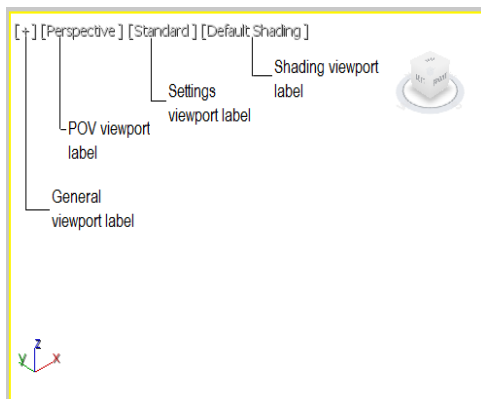 [+] [Perspective ] [Standard ] [Default Shading ]
Shading viewport
label
Settings
viewport label
POV viewport
label
General
viewport label
z
y
x